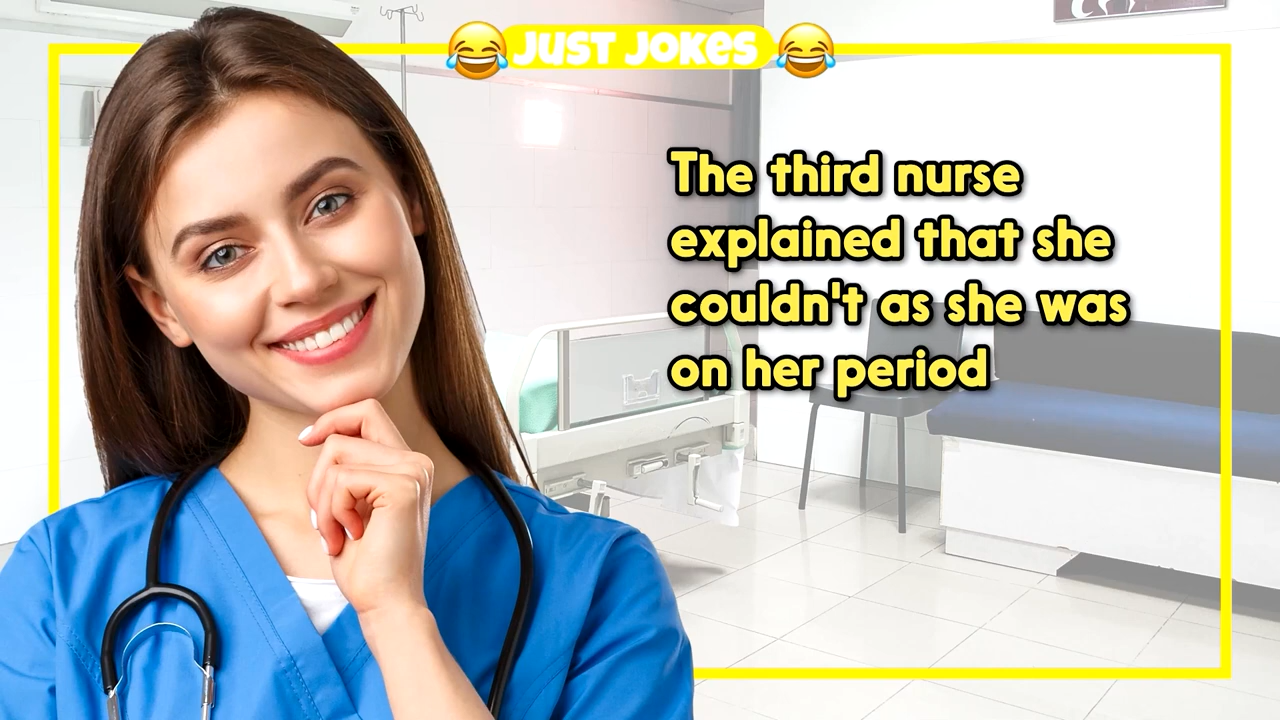 JUST JOKES
The third nurse
explained that she
couldn't as she was
on her period